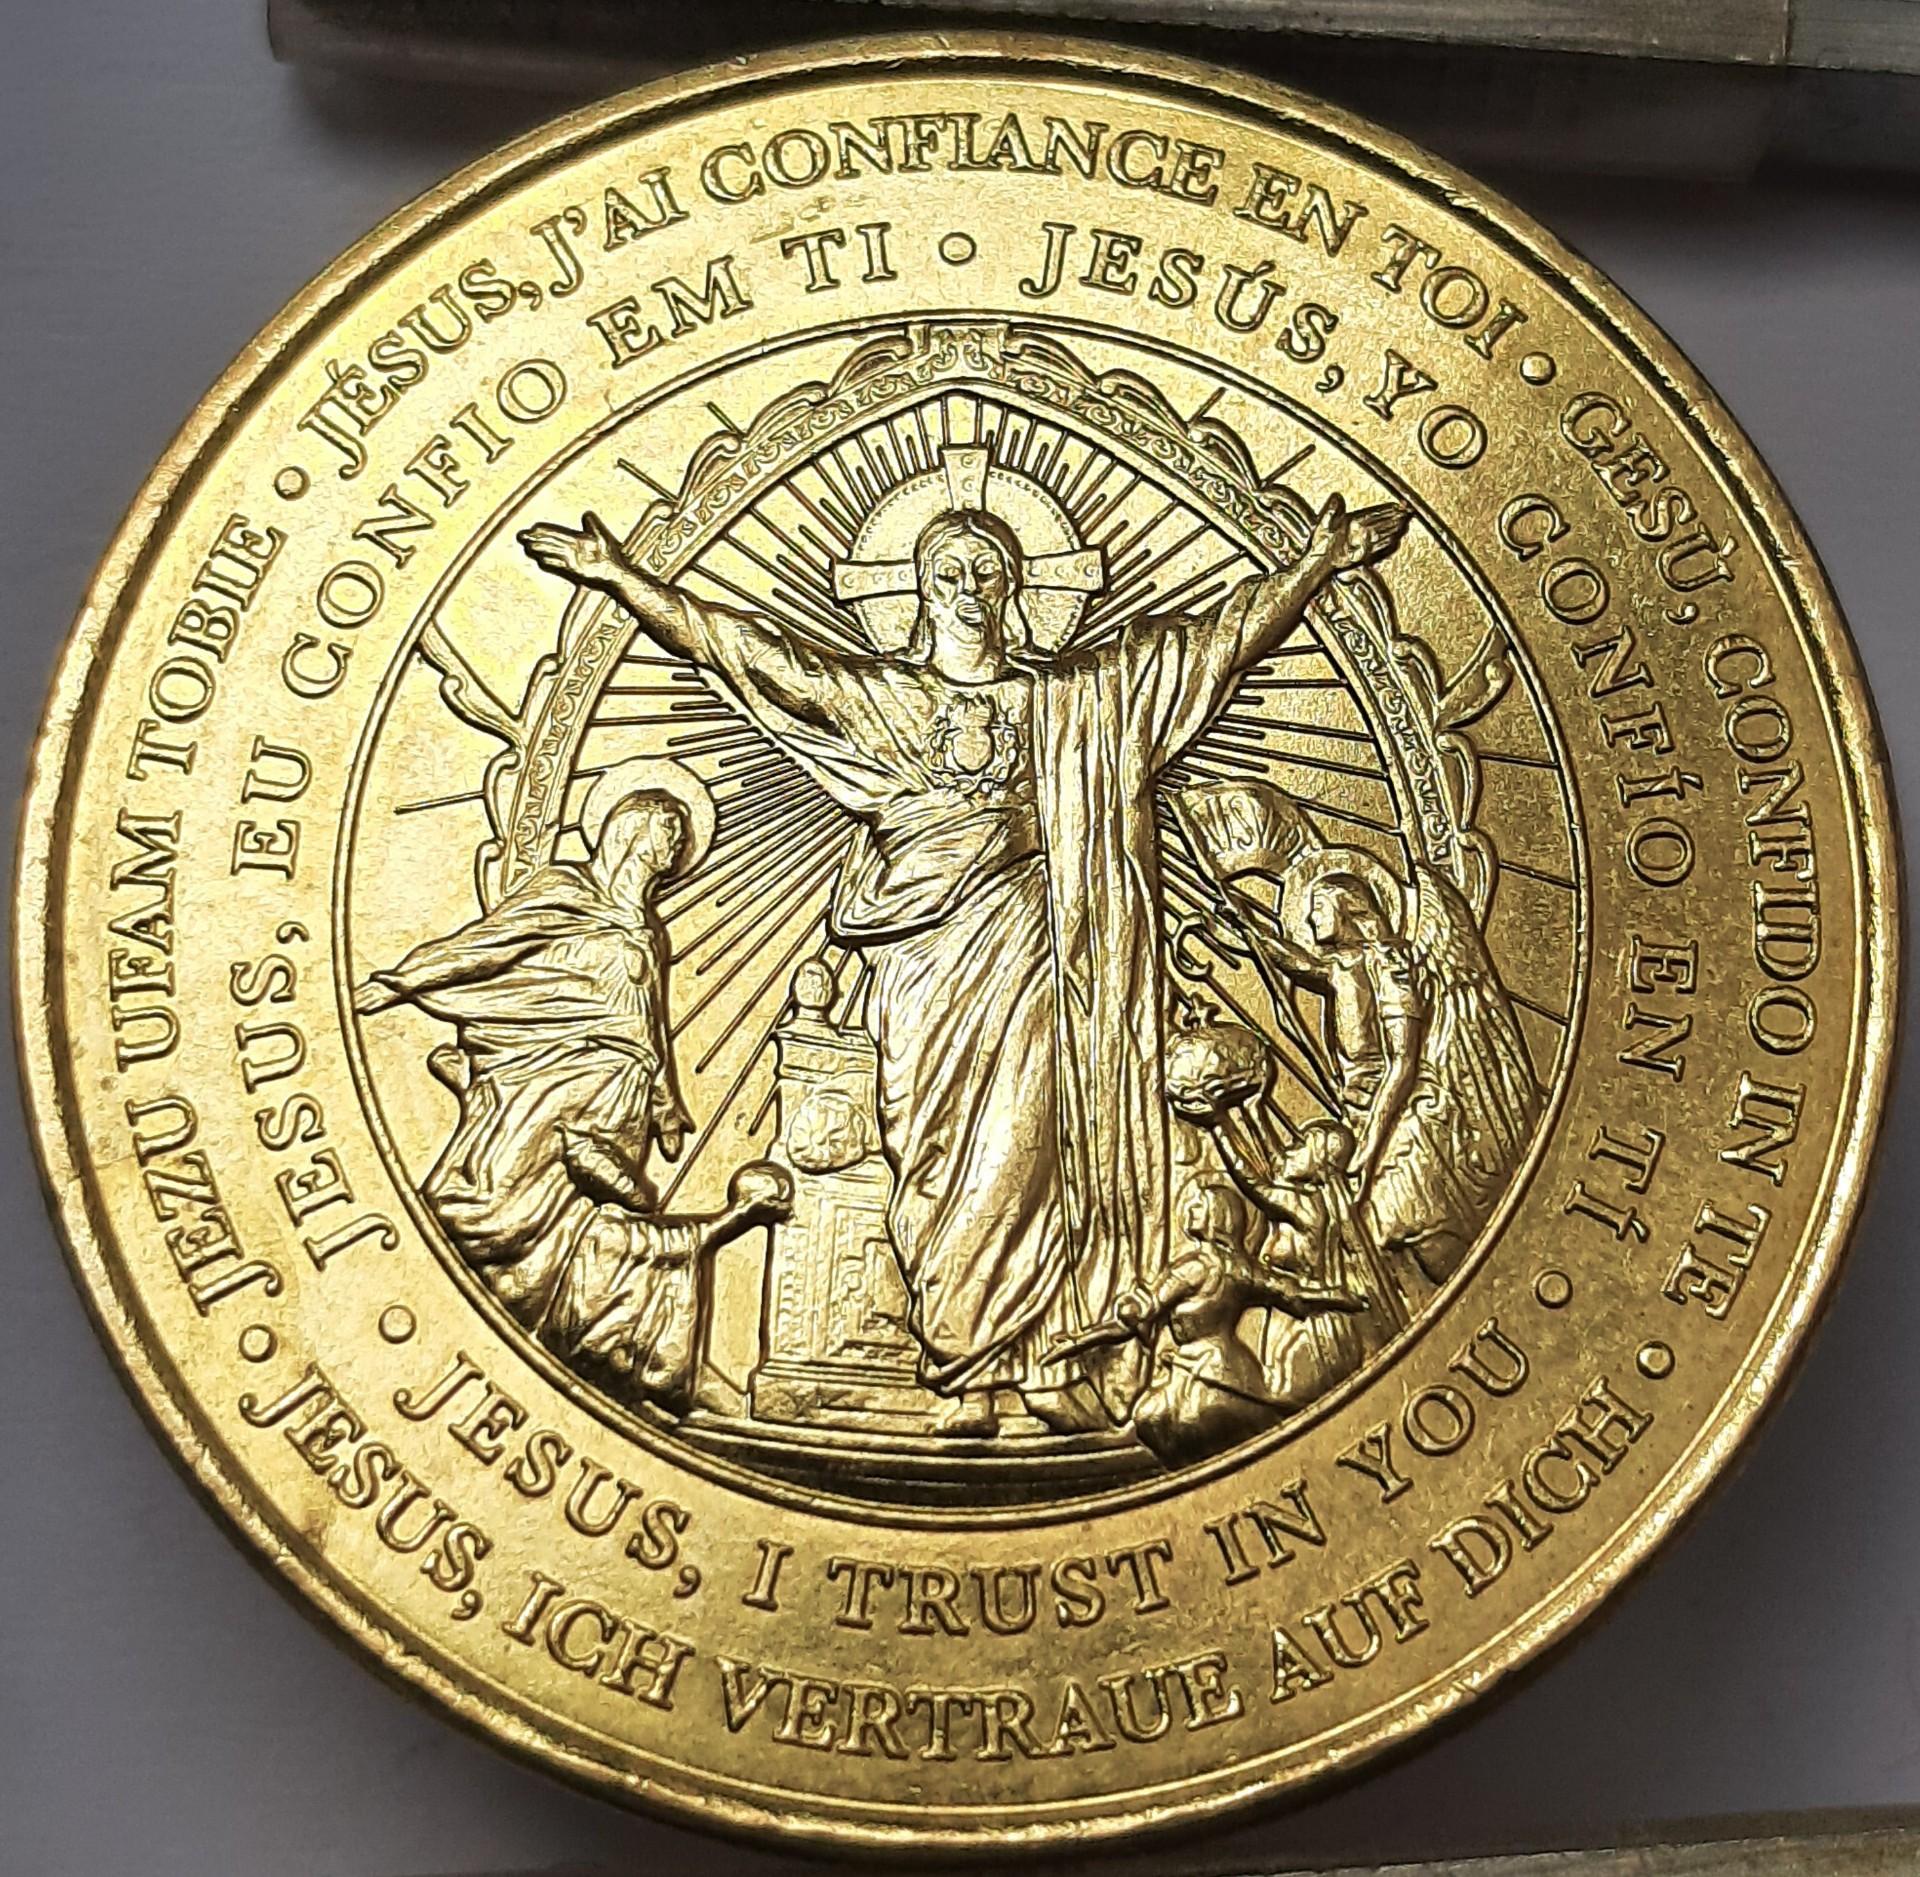 JÉSUS, J'AI CONFIANCE EN TOI •
GESÙ, CONFIDO IN TE •
JESUS, ICH VERTRAUE AUF DICH •
JEZU UFAM TOBIE •
JESUS, EU CONFIO EM TI •
JESÚS, YO CONFÍO EN TÍ •
JESUS, I TRUST IN YOU •